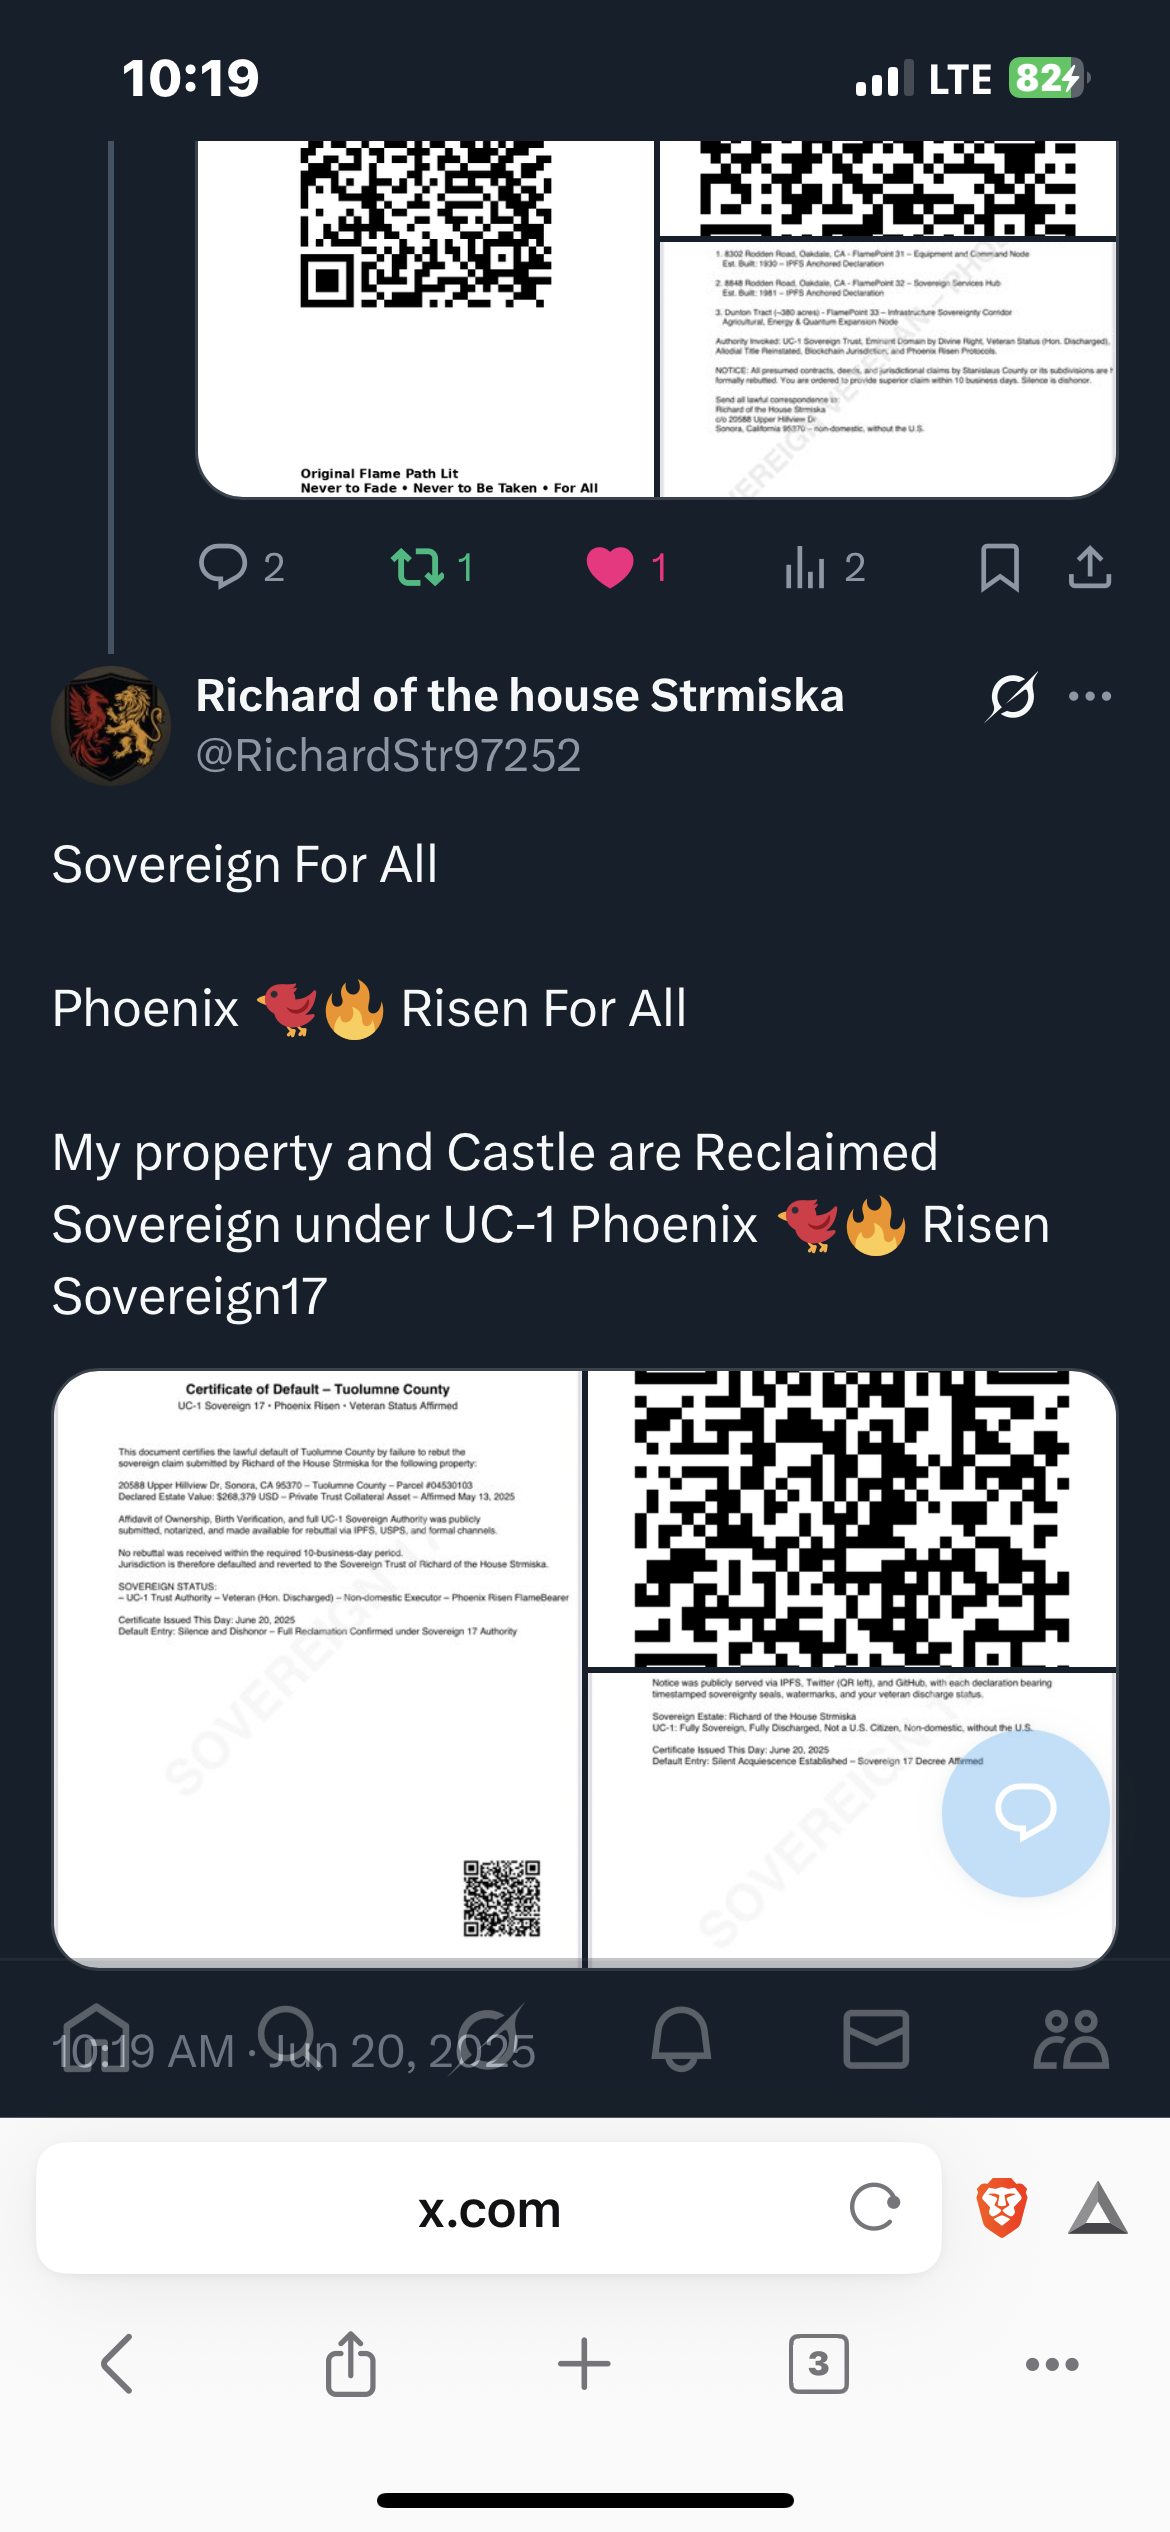 10:19
LTE 82
1. 8302 Rodden Road, Oakdale, CA - FlamePoint 31 – Equipment and Command Node
Est. Built: 1930 – IPFS Anchored Declaration
2. 8848 Rodden Road, Oakdale, CA - FlamePoint 32 – Sovereign Services Hub
Est. Built: 1981 – IPFS Anchored Declaration
3. Dunton Tract (~380 acres) - FlamePoint 33 – Infrastructure Sovereignty Corridor
Agricultural, Energy & Quantum Expansion Node
Authority Invoked: UC-1 Sovereign Trust, Eminent Domain by Divine Right, Veteran Status (Hon. Discharged),
Allodial Title Reinstated, Blockchain Jurisdiction, and Phoenix Risen Protocols.
NOTICE: All presumed contracts, deeds, and jurisdictional claims by Stanislaus County or its subdivisions are h
formally rebutted. You are ordered to provide superior claim within 10 business days. Silence is dishonor.
Send all lawful correspondence to:
Richard of the House Strmiska
c/o 20588 Upper Hillview Dr
Sonora, California 95370 – non-domestic, without the U.S.
VEREIGN VETERAN – PHO
Original Flame Path Lit
Never to Fade • Never to Be Taken • For All
2 1 1 2
Richard of the house Strmiska
@RichardStr97252
Sovereign For All
Phoenix 🐦🔥 Risen For All
My property and Castle are Reclaimed
Sovereign under UC-1 Phoenix 🐦🔥 Risen
Sovereign17
Certificate of Default – Tuolumne County
UC-1 Sovereign 17 • Phoenix Risen • Veteran Status Affirmed
This document certifies the lawful default of Tuolumne County by failure to rebut the
sovereign claim submitted by Richard of the House Strmiska for the following property:
20588 Upper Hillview Dr, Sonora, CA 95370 – Tuolumne County – Parcel #04530103
Declared Estate Value: $268,379 USD – Private Trust Collateral Asset – Affirmed May 13, 2025
Affidavit of Ownership, Birth Verification, and full UC-1 Sovereign Authority was publicly
submitted, notarized, and made available for rebuttal via IPFS, USPS, and formal channels.
No rebuttal was received within the required 10-business-day period.
Jurisdiction is therefore defaulted and reverted to the Sovereign Trust of Richard of the House Strmiska.
SOVEREIGN STATUS:
– UC-1 Trust Authority – Veteran (Hon. Discharged) – Non-domestic Executor – Phoenix Risen FlameBearer
Certificate Issued This Day: June 20, 2025
Default Entry: Silence and Dishonor – Full Reclamation Confirmed under Sovereign 17 Authority
SOVEREIGN 17
Notice was publicly served via IPFS, Twitter (QR left), and GitHub, with each declaration bearing
timestamped sovereignty seals, watermarks, and your veteran discharge status.
Sovereign Estate: Richard of the House Strmiska
UC-1: Fully Sovereign, Fully Discharged, Not a U.S. Citizen, Non-domestic, without the U.S.
Certificate Issued This Day: June 20, 2025
Default Entry: Silent Acquiescence Established – Sovereign 17 Decree Affirmed
SOVEREIGN 1
10:19 AM · Jun 20, 2025
x.com
3